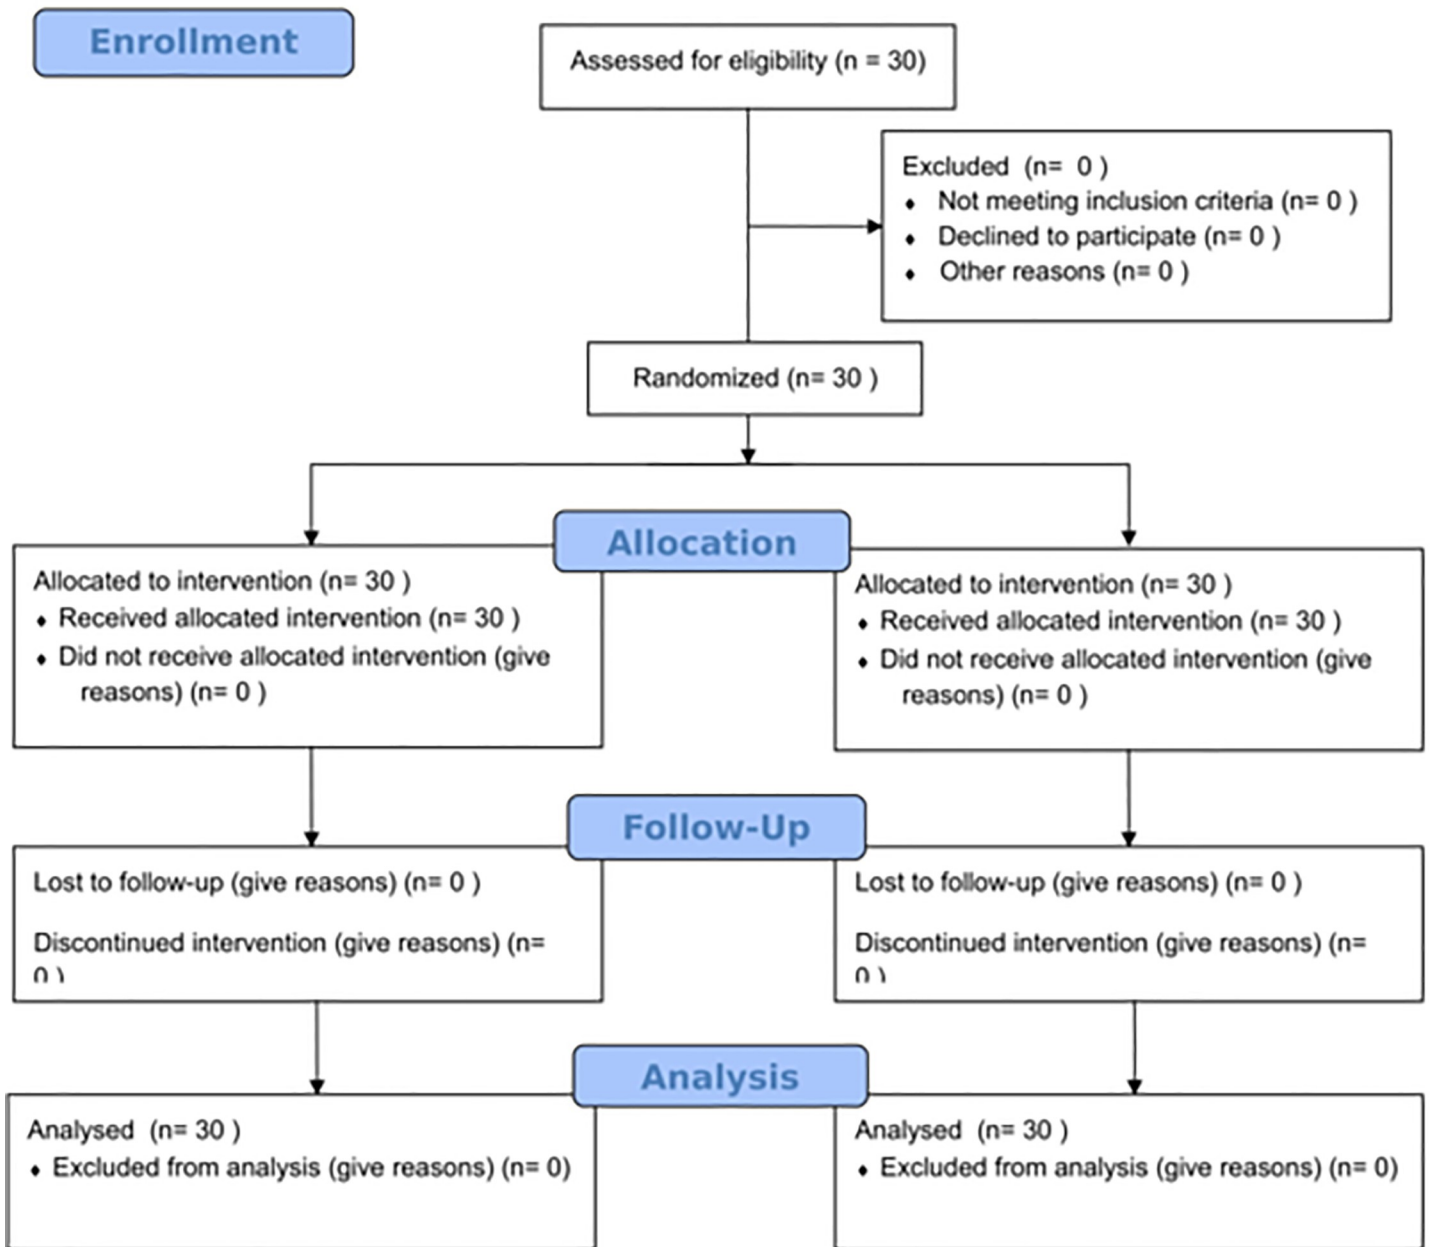 Enrollment
Assessed for eligibility (n = 30)
Excluded (n= 0 )
♦ Not meeting inclusion criteria (n= 0 )
♦ Declined to participate (n= 0 )
♦ Other reasons (n= 0 )
Randomized (n= 30 )
Allocation
Allocated to intervention (n= 30 )
♦ Received allocated intervention (n= 30 )
♦ Did not receive allocated intervention (give
reasons) (n= 0 )
Allocated to intervention (n= 30 )
♦ Received allocated intervention (n= 30 )
♦ Did not receive allocated intervention (give
reasons) (n= 0 )
Follow-Up
Lost to follow-up (give reasons) (n= 0 )
Discontinued intervention (give reasons) (n=
0 )
Lost to follow-up (give reasons) (n= 0 )
Discontinued intervention (give reasons) (n=
0 )
Analysis
Analysed (n= 30 )
♦ Excluded from analysis (give reasons) (n= 0)
Analysed (n= 30 )
♦ Excluded from analysis (give reasons) (n= 0)